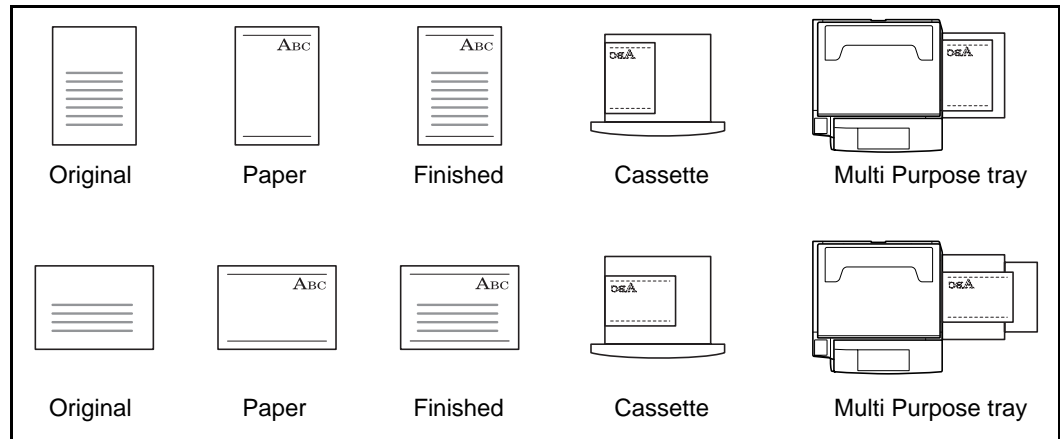 ABC
ABC
ABC
ABC
Original Paper Finished Cassette Multi Purpose tray
ABC
ABC
ABC
ABC
Original Paper Finished Cassette Multi Purpose tray